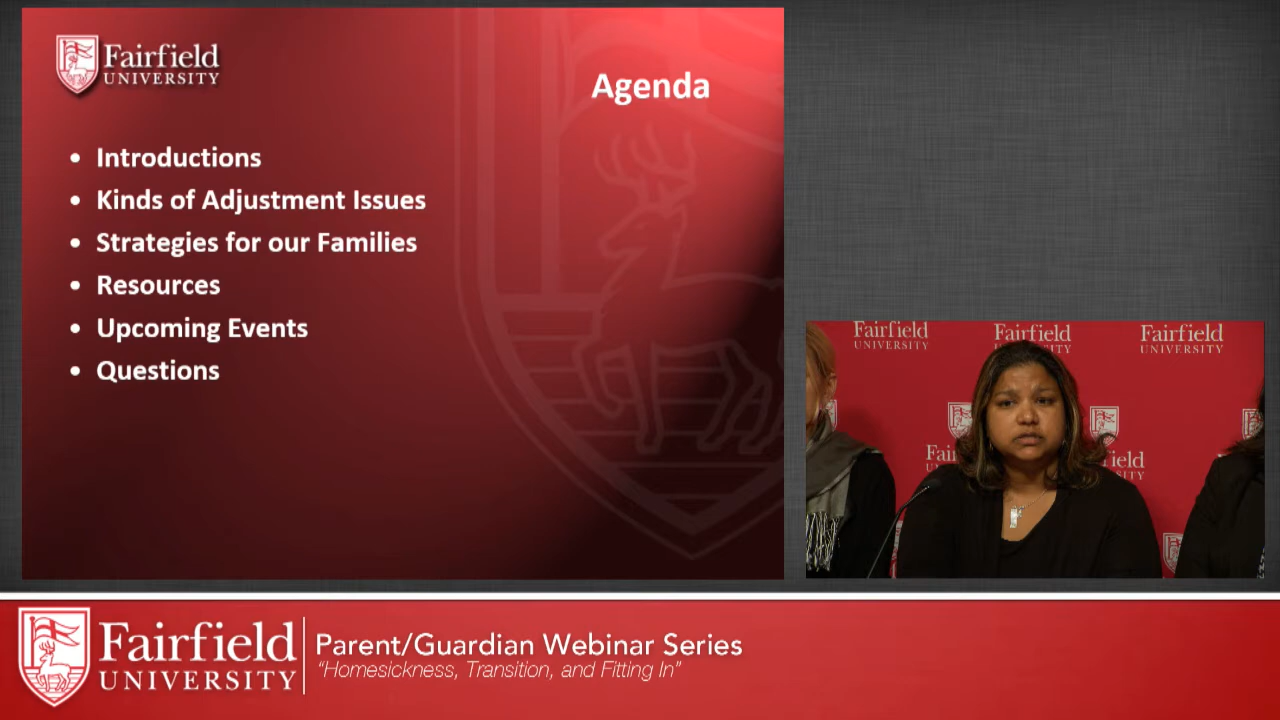 Fairfield
UNIVERSITY
Agenda
• Introductions
• Kinds of Adjustment Issues
• Strategies for our Families
• Resources
• Upcoming Events
• Questions
Fairfield
UNIVERSITY
Fairfield
UNIVERSITY
Fairfield
UNIVERSITY
Fairfield
UNIVERSITY
Parent/Guardian Webinar Series
“Homesickness, Transition, and Fitting In”